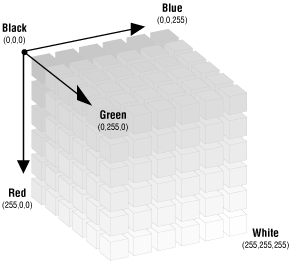 Blue
(0,0,255)
Black
(0,0,0)
Green
(0,255,0)
Red
(255,0,0)
White
(255,255,255)